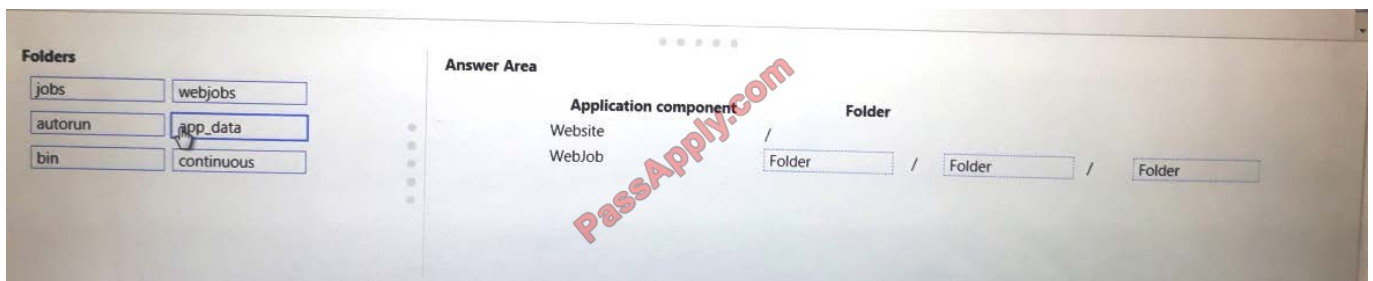 Folders
jobs
webjobs
autorun
app_data
bin
continuous
Answer Area
Application component Folder
Website /
WebJob Folder / Folder / Folder
PassApply.com